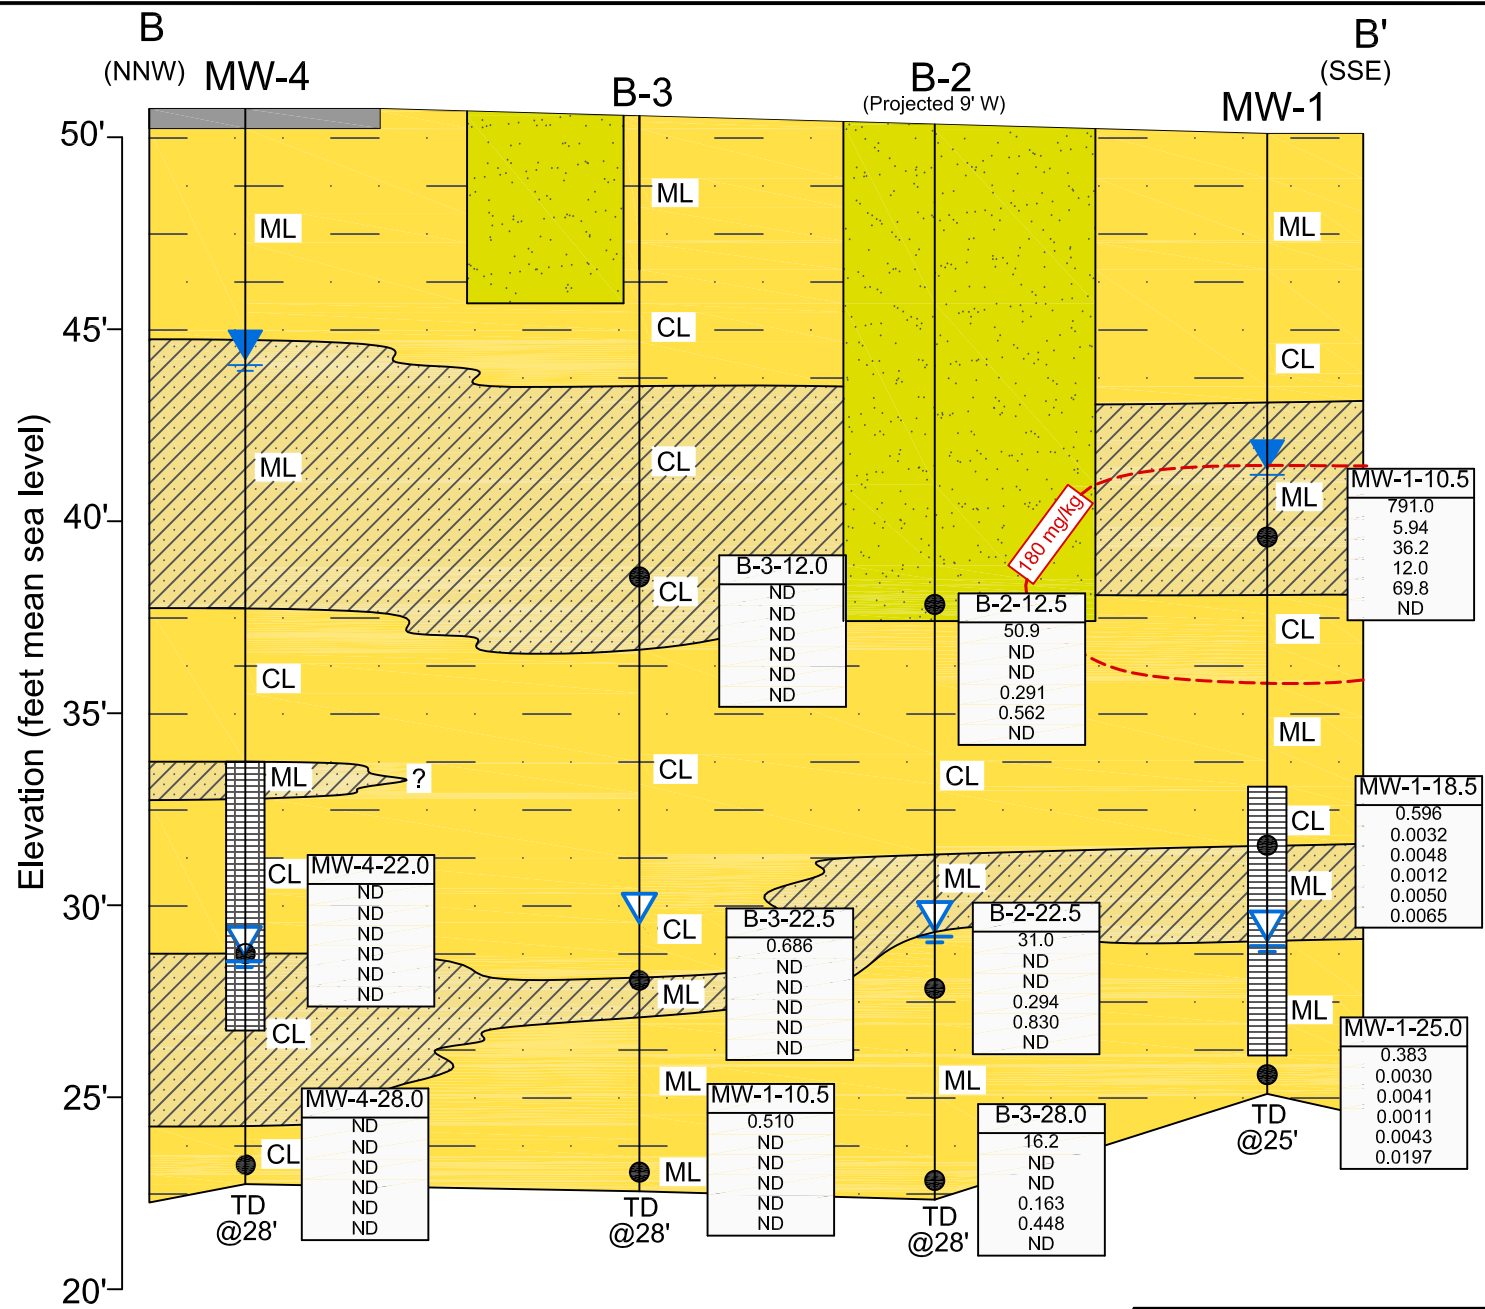 B
(NNW)
MW-4
B-3
B-2
(Projected 9' W)
B'
(SSE)
MW-1
Elevation (feet mean sea level)
50'
45'
40'
35'
30'
25'
20'
ML
ML
CL
ML
CL
CL
CL
TD
@28'
ML
CL
CL
CL
CL
CL
ML
ML
ML
TD
@28'
CL
ML
ML
TD
@28'
ML
CL
ML
CL
ML
CL
ML
ML
TD
@25'
?
180 mg/kg
MW-4-22.0
ND
ND
ND
ND
ND
ND
MW-4-28.0
ND
ND
ND
ND
ND
ND
B-3-12.0
ND
ND
ND
ND
ND
ND
B-3-22.5
0.686
ND
ND
ND
ND
ND
MW-1-10.5
0.510
ND
ND
ND
ND
ND
B-2-12.5
50.9
ND
ND
0.291
0.562
ND
B-2-22.5
31.0
ND
ND
0.294
0.830
ND
B-3-28.0
16.2
ND
ND
0.163
0.448
ND
MW-1-10.5
791.0
5.94
36.2
12.0
69.8
ND
MW-1-18.5
0.596
0.0032
0.0048
0.0012
0.0050
0.0065
MW-1-25.0
0.383
0.0030
0.0041
0.0011
0.0043
0.0197